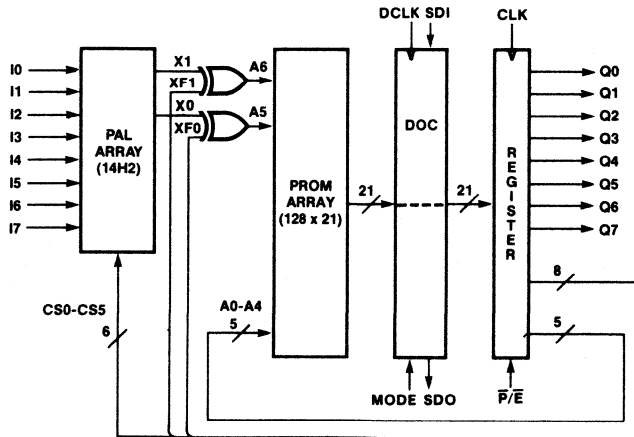 DCLK SDI
CLK
I0
I1
I2
I3
I4
I5
I6
I7
PAL
ARRAY
(14H2)
X1
XF1
X0
XF0
A6
A5
PROM
ARRAY
(128 x 21)
21
DOC
21
REGISTER
Q0
Q1
Q2
Q3
Q4
Q5
Q6
Q7
8
5
CS0-CS5
6
A0-A4
5
MODE SDO
P̅/E̅